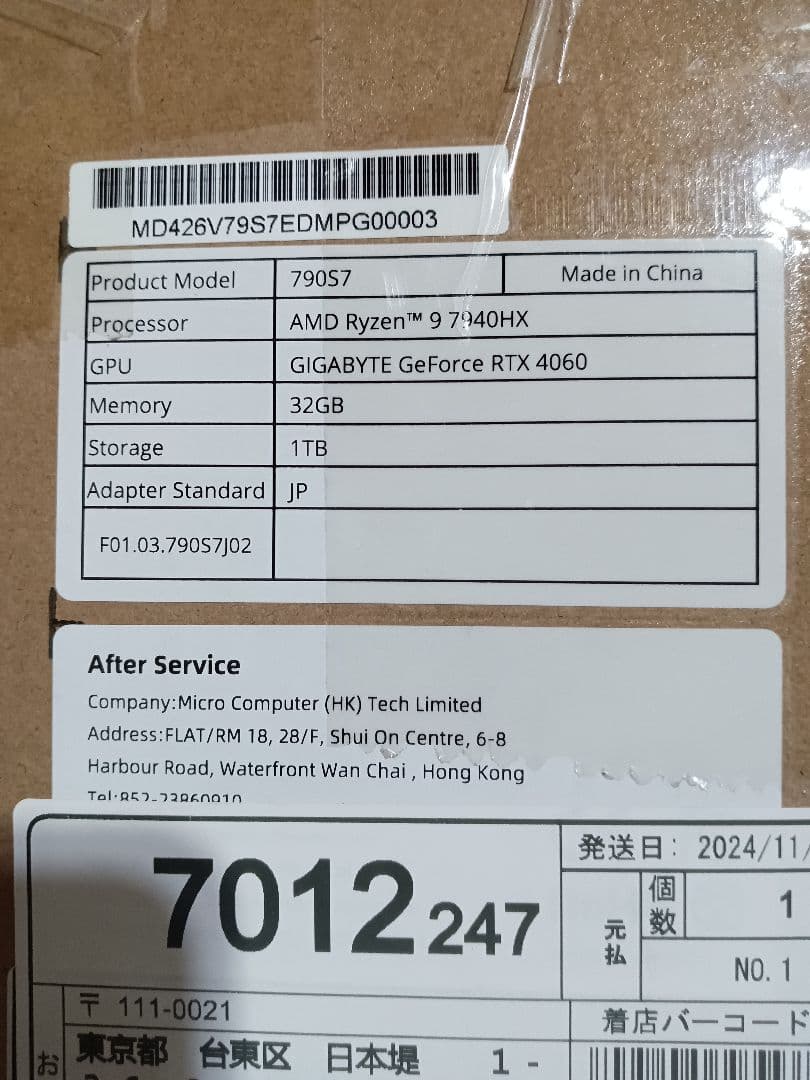 MD426V79S7EDMPG00003
Product Model 790S7 Made in China
Processor AMD Ryzen™ 9 7940HX
GPU GIGABYTE GeForce RTX 4060
Memory 32GB
Storage 1TB
Adapter Standard JP
F01.03.790S7J02
After Service
Company:Micro Computer (HK) Tech Limited
Address:FLAT/RM 18, 28/F, Shui On Centre, 6-8
Harbour Road, Waterfront Wan Chai , Hong Kong
Tel:852-23860910
発送日: 2024/11/
7012247
元払
個数 1
NO. 1
〒 111-0021
着店バーコード
お
東京都 台東区 日本堤 1 -